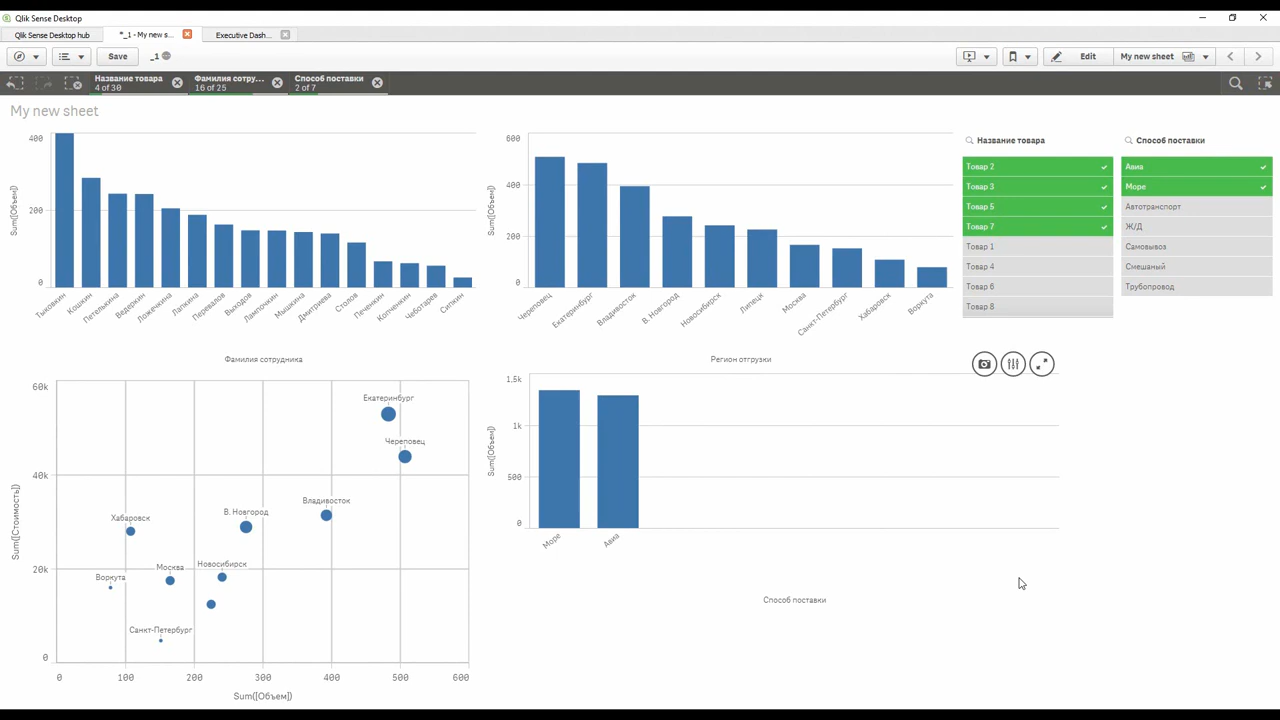 Qlik Sense Desktop
Qlik Sense Desktop hub
*_1 - My new s...
Executive Dash...
Save
_1
Edit
My new sheet
Название товара
4 of 30
Фамилия сотру...
16 of 25
Способ поставки
2 of 7
My new sheet
400
200
0
Sum([Объем])
Тыковкин
Кошкин
Петелькина
Ведеркин
Ложечкина
Лапкина
Перевалов
Выходов
Лампочкин
Мышкина
Дмитриева
Столов
Печенкин
Копченкин
Чеботарев
Сипкин
Фамилия сотрудника
600
400
200
0
Sum([Объем])
Череповец
Екатеринбург
Владивосток
В. Новгород
Новосибирск
Липецк
Москва
Санкт-Петербург
Хабаровск
Воркута
Регион отгрузки
Название товара
Товар 2
Товар 3
Товар 5
Товар 7
Товар 1
Товар 4
Товар 6
Товар 8
Способ поставки
Авиа
Море
Автотранспорт
Ж/Д
Самовывоз
Смешаный
Трубопровод
60k
40k
20k
0
Sum([Стоимость])
Екатеринбург
Череповец
Владивосток
В. Новгород
Хабаровск
Новосибирск
Москва
Воркута
Санкт-Петербург
0
100
200
300
400
500
600
Sum([Объем])
1,5k
1k
500
0
Sum([Объем])
Море
Авиа
Способ поставки